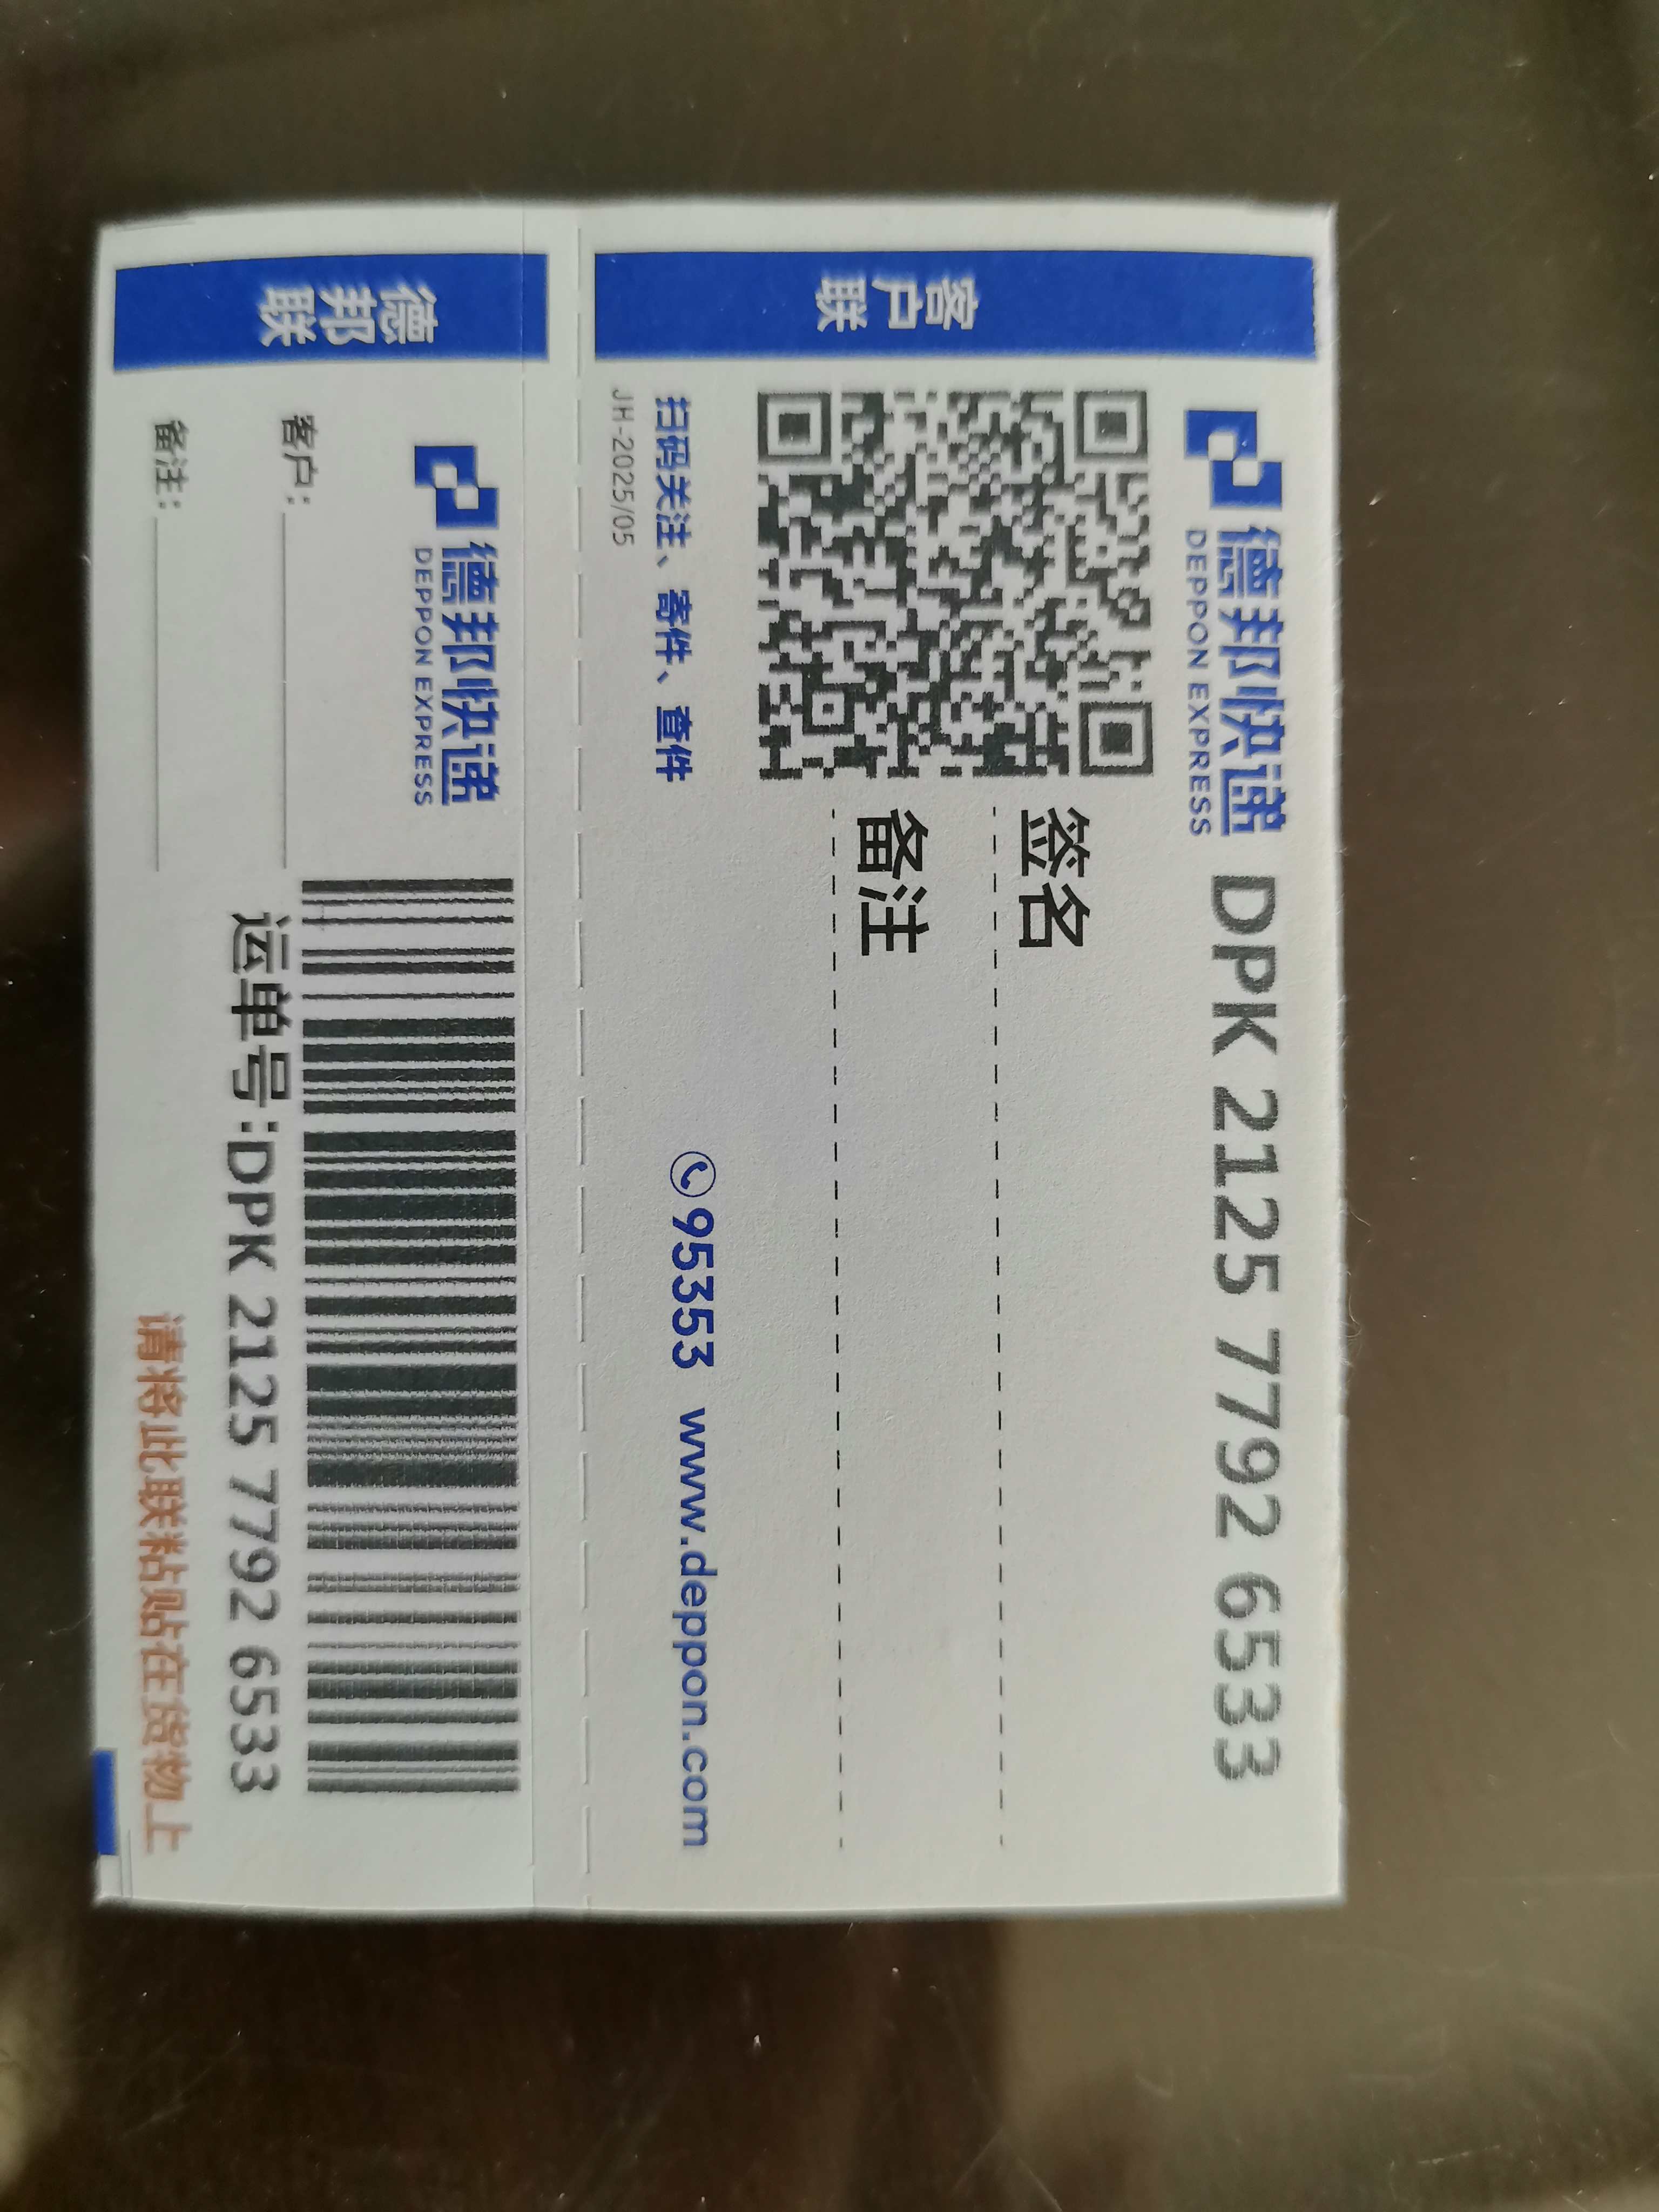 客户联
德邦快递 DPK 2125 7792 6533
DEPPON EXPRESS
签名
备注
扫码关注、寄件、查件
95353 www.deppon.com
JH-2025/05
德邦联
德邦快递
DEPPON EXPRESS
客户:
运单号:DPK 2125 7792 6533
备注:
请将此联粘贴在货物上